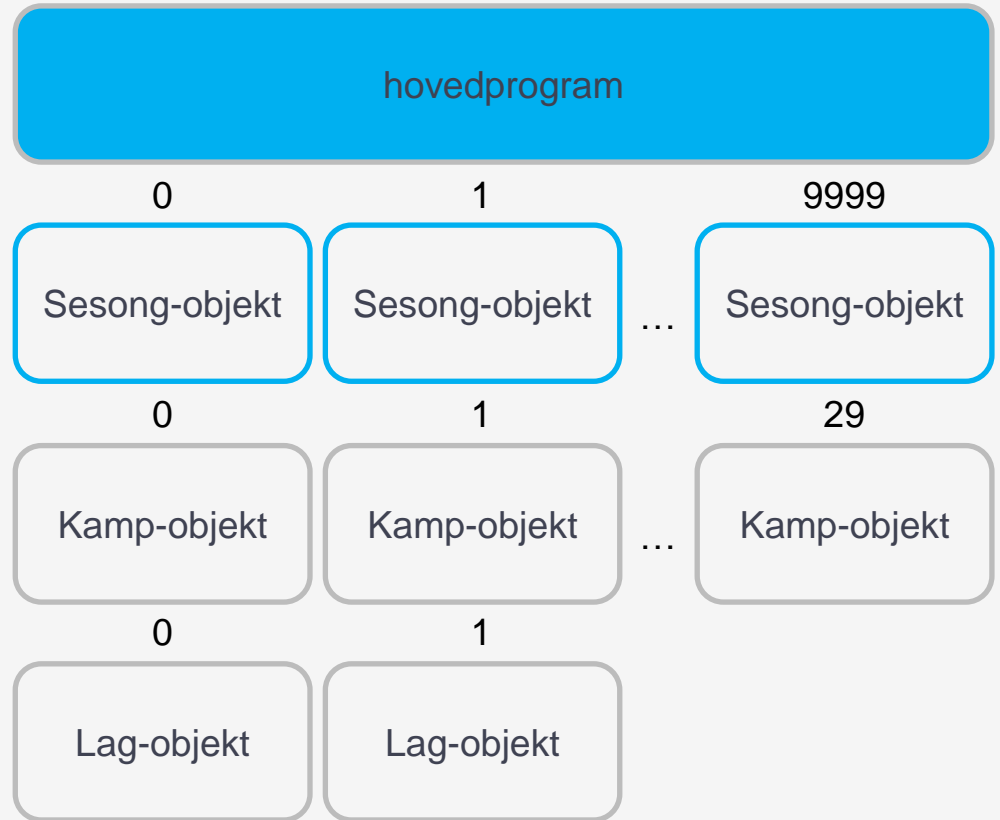 hovedprogram
0 1 9999
Sesong-objekt Sesong-objekt … Sesong-objekt
0 1 29
Kamp-objekt Kamp-objekt … Kamp-objekt
0 1
Lag-objekt Lag-objekt